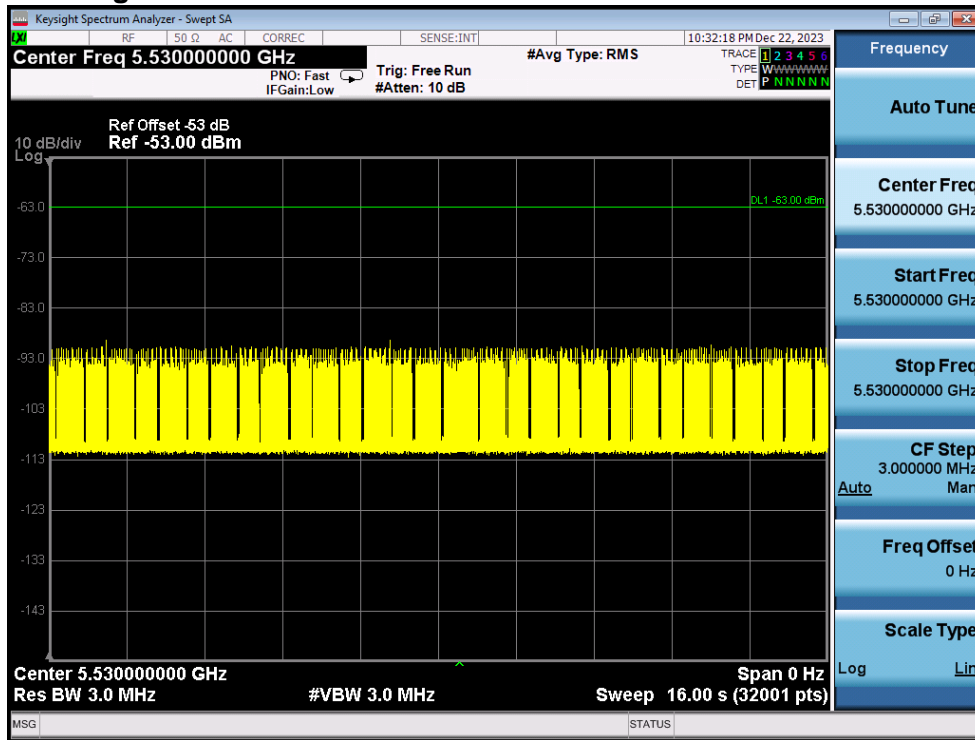 Keysight Spectrum Analyzer - Swept SA
LXI RF 50 Ω AC CORREC SENSE:INT 10:32:18 PM Dec 22, 2023
Center Freq 5.530000000 GHz #Avg Type: RMS TRACE 1 2 3 4 5 6
PNO: Fast Trig: Free Run TYPE WWWWWW
IFGain:Low #Atten: 10 dB DET P N N N N N
Ref Offset -53 dB
10 dB/div Ref -53.00 dBm
Log
DL1 -63.00 dBm
-63.0
-73.0
-83.0
-93.0
-103
-113
-123
-133
-143
Center 5.530000000 GHz Span 0 Hz
Res BW 3.0 MHz #VBW 3.0 MHz Sweep 16.00 s (32001 pts)
MSG STATUS
Frequency
Auto Tune
Center Freq
5.530000000 GHz
Start Freq
5.530000000 GHz
Stop Freq
5.530000000 GHz
CF Step
3.000000 MHz
Auto Man
Freq Offset
0 Hz
Scale Type
Log Lin